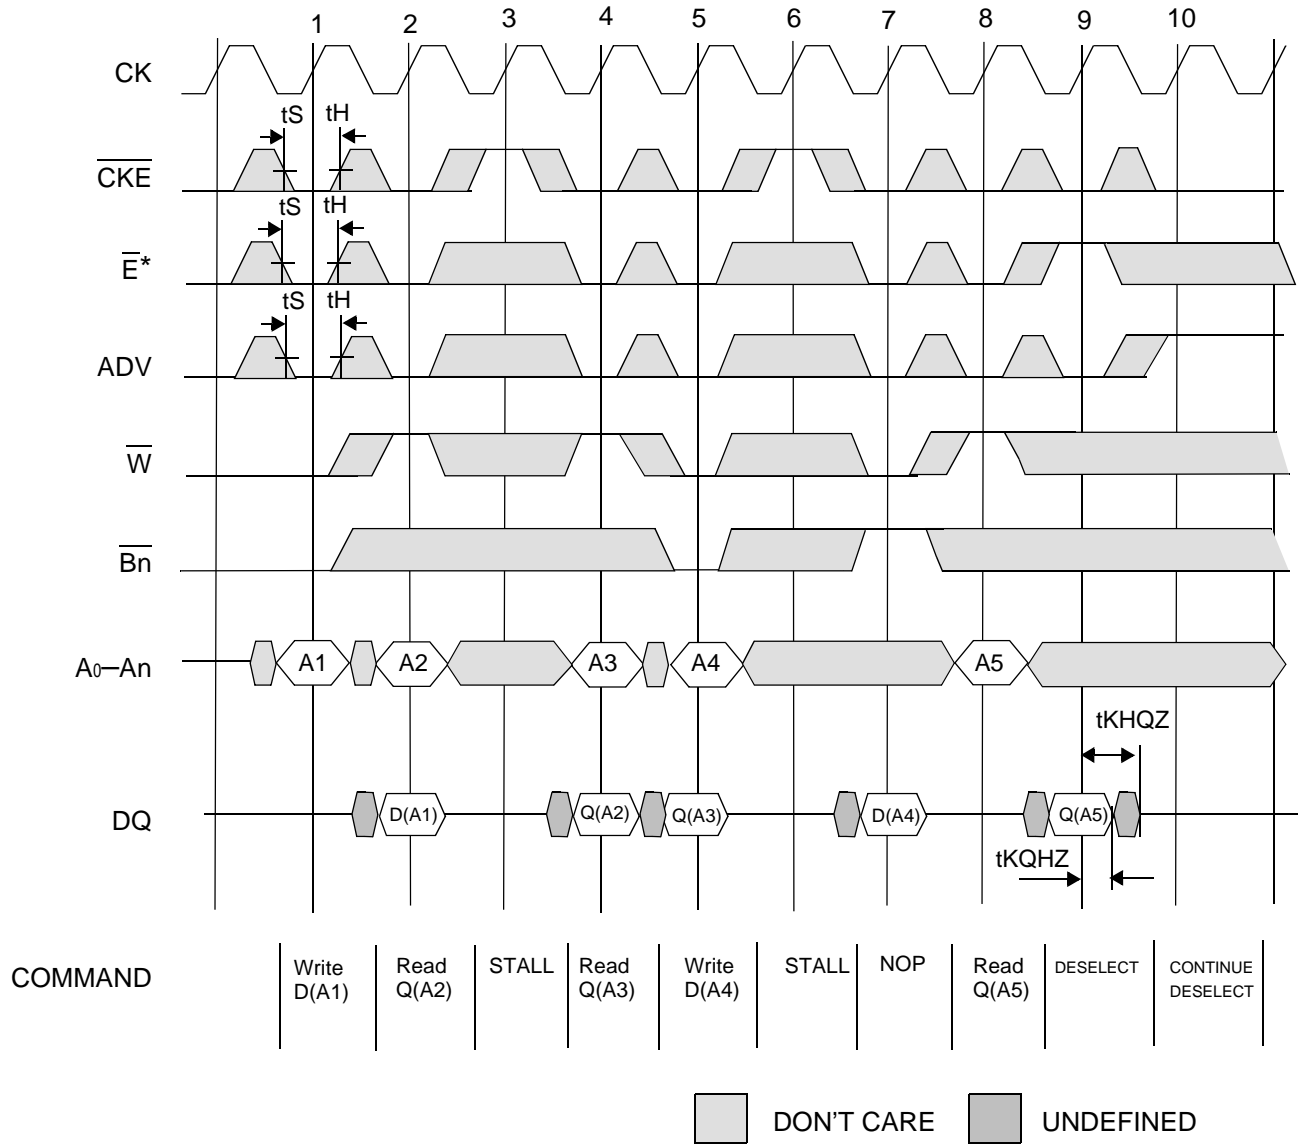 1 2 3 4 5 6 7 8 9 10
CK
tS tH
CKE
tS tH
E*
tS tH
ADV
W
Bn
A0–An A1 A2 A3 A4 A5
tKHQZ
DQ D(A1) Q(A2) Q(A3) D(A4) Q(A5)
tKQHZ
COMMAND
Write
D(A1)
Read
Q(A2)
STALL
Read
Q(A3)
Write
D(A4)
STALL
NOP
Read
Q(A5)
DESELECT
CONTINUE
DESELECT
DON'T CARE UNDEFINED